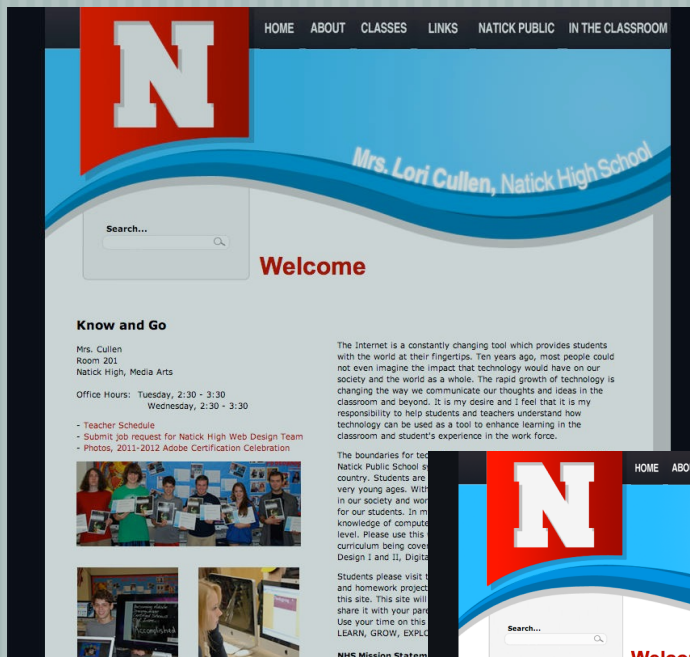 N
HOME ABOUT CLASSES LINKS NATICK PUBLIC IN THE CLASSROOM
Mrs. Lori Cullen, Natick High School
Search...
Welcome
Know and Go
Mrs. Cullen
Room 201
Natick High, Media Arts
Office Hours: Tuesday, 2:30 - 3:30
Wednesday, 2:30 - 3:30
- Teacher Schedule
- Submit job request for Natick High Web Design Team
- Photos, 2011-2012 Adobe Certification Celebration
Accomplished
The Internet is a constantly changing tool which provides students
with the world at their fingertips. Ten years ago, most people could
not even imagine the impact that technology would have on our
society and the world as a whole. The rapid growth of technology is
changing the way we communicate our thoughts and ideas in the
classroom and beyond. It is my desire and I feel that it is my
responsibility to help students and teachers understand how
technology can be used as a tool to enhance learning in the
classroom and student's experience in the work force.
The boundaries for tec
Natick Public School s
country. Students are
very young ages. With
in our society and wor
for our students. In m
knowledge of compute
level. Please use this
curriculum being cove
Design I and II, Digita
Students please visit t
and homework project
this site. This site will
share it with your pare
Use your time on this
LEARN, GROW, EXPLO
NHS Mission Statem
N
HOME ABO
Search...
Welco